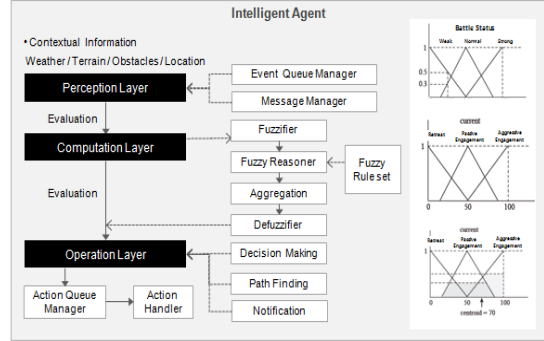 Intelligent Agent
• Contextual Information
Weather / Terrain / Obstacles / Location
Perception Layer
Event Queue Manager
Message Manager
Evaluation
Fuzzifier
Computation Layer
Fuzzy Reasoner
Fuzzy
Rule set
Evaluation
Aggregation
Defuzzifier
Operation Layer
Decision Making
Path Finding
Notification
Action Queue
Manager
Action
Handler
Battle Status
Weak Normal Strong
1
0.5
0.3
current
Retreat Passive Engagement Aggressive Engagement
1
0 50 100
current
Retreat Passive Engagement Aggressive Engagement
1
0 50 100
centroid = 70